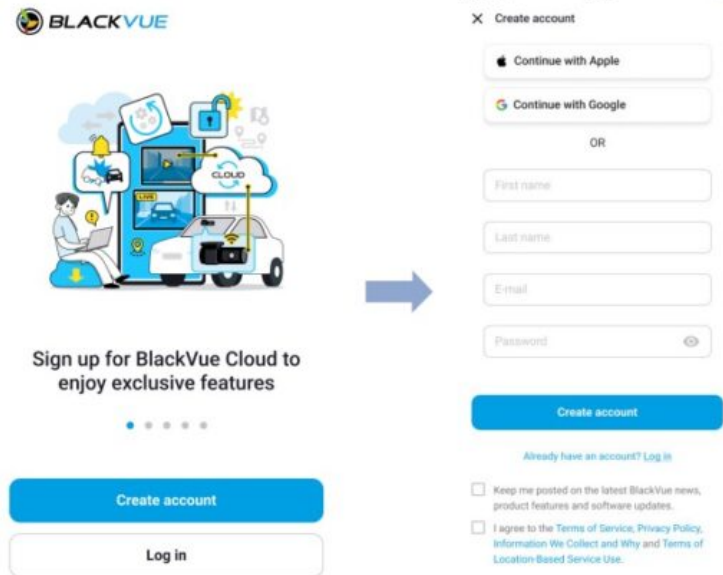 BLACKVUE
CLOUD
LIVE
Sign up for BlackVue Cloud to
enjoy exclusive features
Create account
Log in
Create account
Continue with Apple
Continue with Google
OR
First name
Last name
E-mail
Password
Create account
Already have an account? Log in
Keep me posted on the latest BlackVue news,
product features and software updates.
I agree to the Terms of Service, Privacy Policy,
Information We Collect and Why and Terms of
Location-Based Service Use.